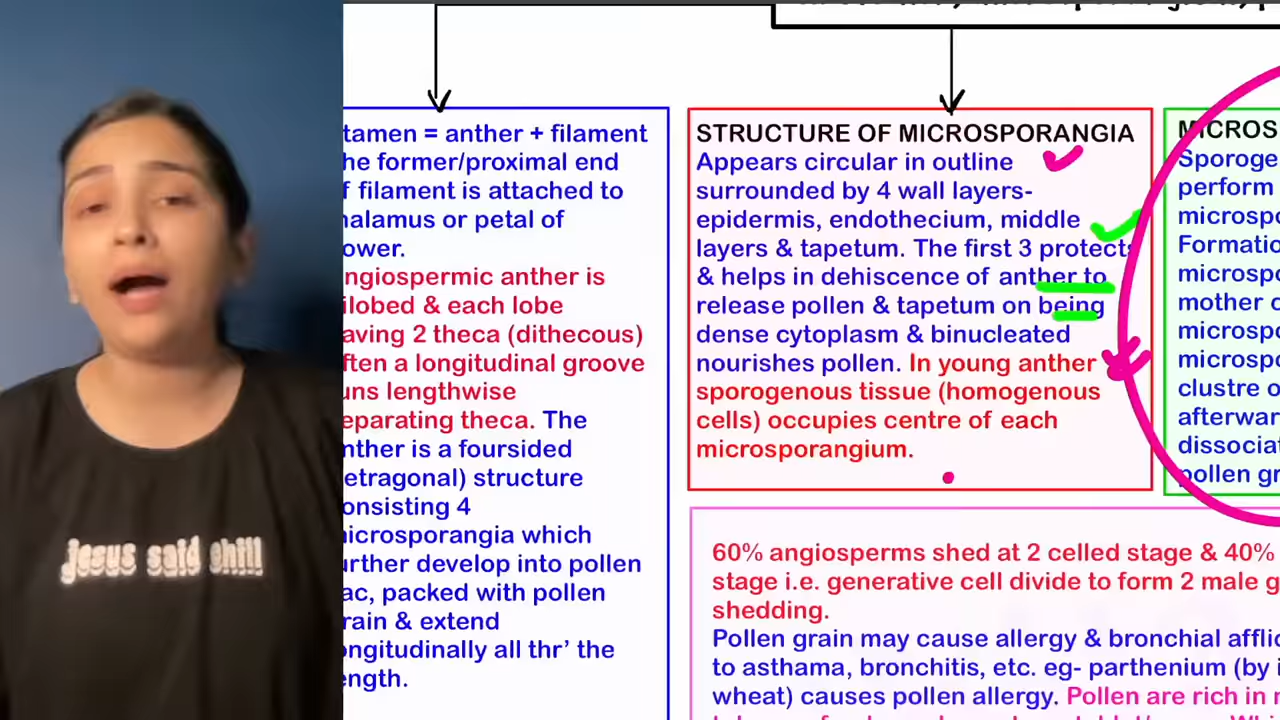 jesus said chill
tamen = anther + filament
he former/proximal end
f filament is attached to
halamus or petal of
ower.
ngiospermic anther is
ilobed & each lobe
aving 2 theca (dithecous)
ften a longitudinal groove
uns lengthwise
eparating theca. The
nther is a foursided
etragonal) structure
onsisting 4
icrosporangia which
urther develop into pollen
ac, packed with pollen
rain & extend
ongitudinally all thr’ the
ength.
STRUCTURE OF MICROSPORANGIA
Appears circular in outline
surrounded by 4 wall layers-
epidermis, endothecium, middle
layers & tapetum. The first 3 protects
& helps in dehiscence of anther to
release pollen & tapetum on being
dense cytoplasm & binucleated
nourishes pollen. In young anther
sporogenous tissue (homogenous
cells) occupies centre of each
microsporangium.
MICROS
Sporoge
perform
microspo
Formatio
microspo
mother c
microspo
microspo
clustre o
afterwar
dissociat
pollen gr
60% angiosperms shed at 2 celled stage & 40%
stage i.e. generative cell divide to form 2 male g
shedding.
Pollen grain may cause allergy & bronchial afflic
to asthma, bronchitis, etc. eg- parthenium (by i
wheat) causes pollen allergy. Pollen are rich in